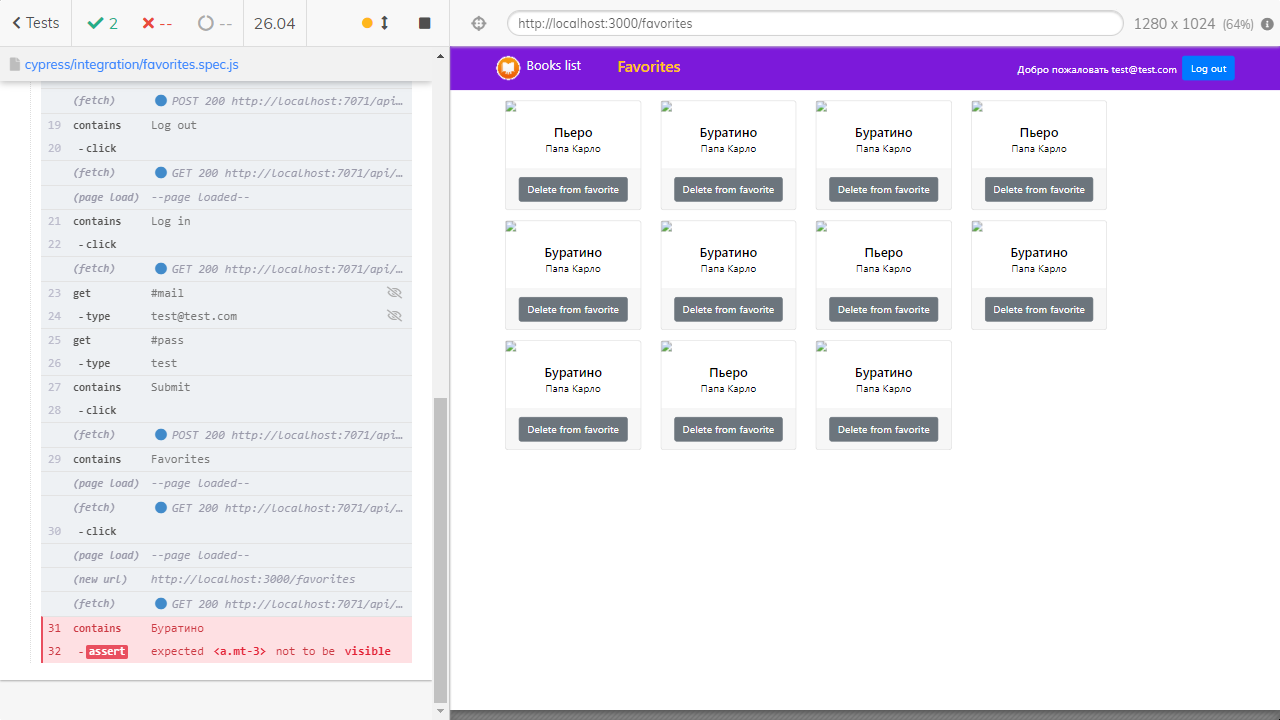 Tests
2
--
--
26.04
cypress/integration/favorites.spec.js
(fetch) POST 200 http://localhost:7071/api…
19 contains Log out
20 -click
(fetch) GET 200 http://localhost:7071/api/…
(page load) --page loaded--
21 contains Log in
22 -click
(fetch) GET 200 http://localhost:7071/api/…
23 get #mail
24 -type test@test.com
25 get #pass
26 -type test
27 contains Submit
28 -click
(fetch) POST 200 http://localhost:7071/api…
29 contains Favorites
(page load) --page loaded--
(fetch) GET 200 http://localhost:7071/api/…
30 -click
(page load) --page loaded--
(new url) http://localhost:3000/favorites
(fetch) GET 200 http://localhost:7071/api/…
31 contains Буратино
32 -assert expected <a.mt-3> not to be visible
http://localhost:3000/favorites
1280 x 1024 (64%)
Books list
Favorites
Добро пожаловать test@test.com
Log out
Пьеро
Папа Карло
Delete from favorite
Буратино
Папа Карло
Delete from favorite
Буратино
Папа Карло
Delete from favorite
Пьеро
Папа Карло
Delete from favorite
Буратино
Папа Карло
Delete from favorite
Буратино
Папа Карло
Delete from favorite
Пьеро
Папа Карло
Delete from favorite
Буратино
Папа Карло
Delete from favorite
Буратино
Папа Карло
Delete from favorite
Пьеро
Папа Карло
Delete from favorite
Буратино
Папа Карло
Delete from favorite